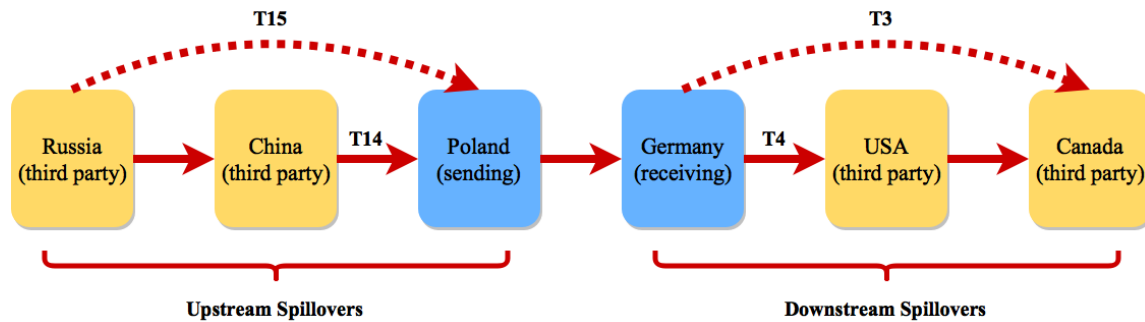 T15
T3
Russia
(third party)
China
(third party)
T14
Poland
(sending)
Germany
(receiving)
T4
USA
(third party)
Canada
(third party)
Upstream Spillovers
Downstream Spillovers